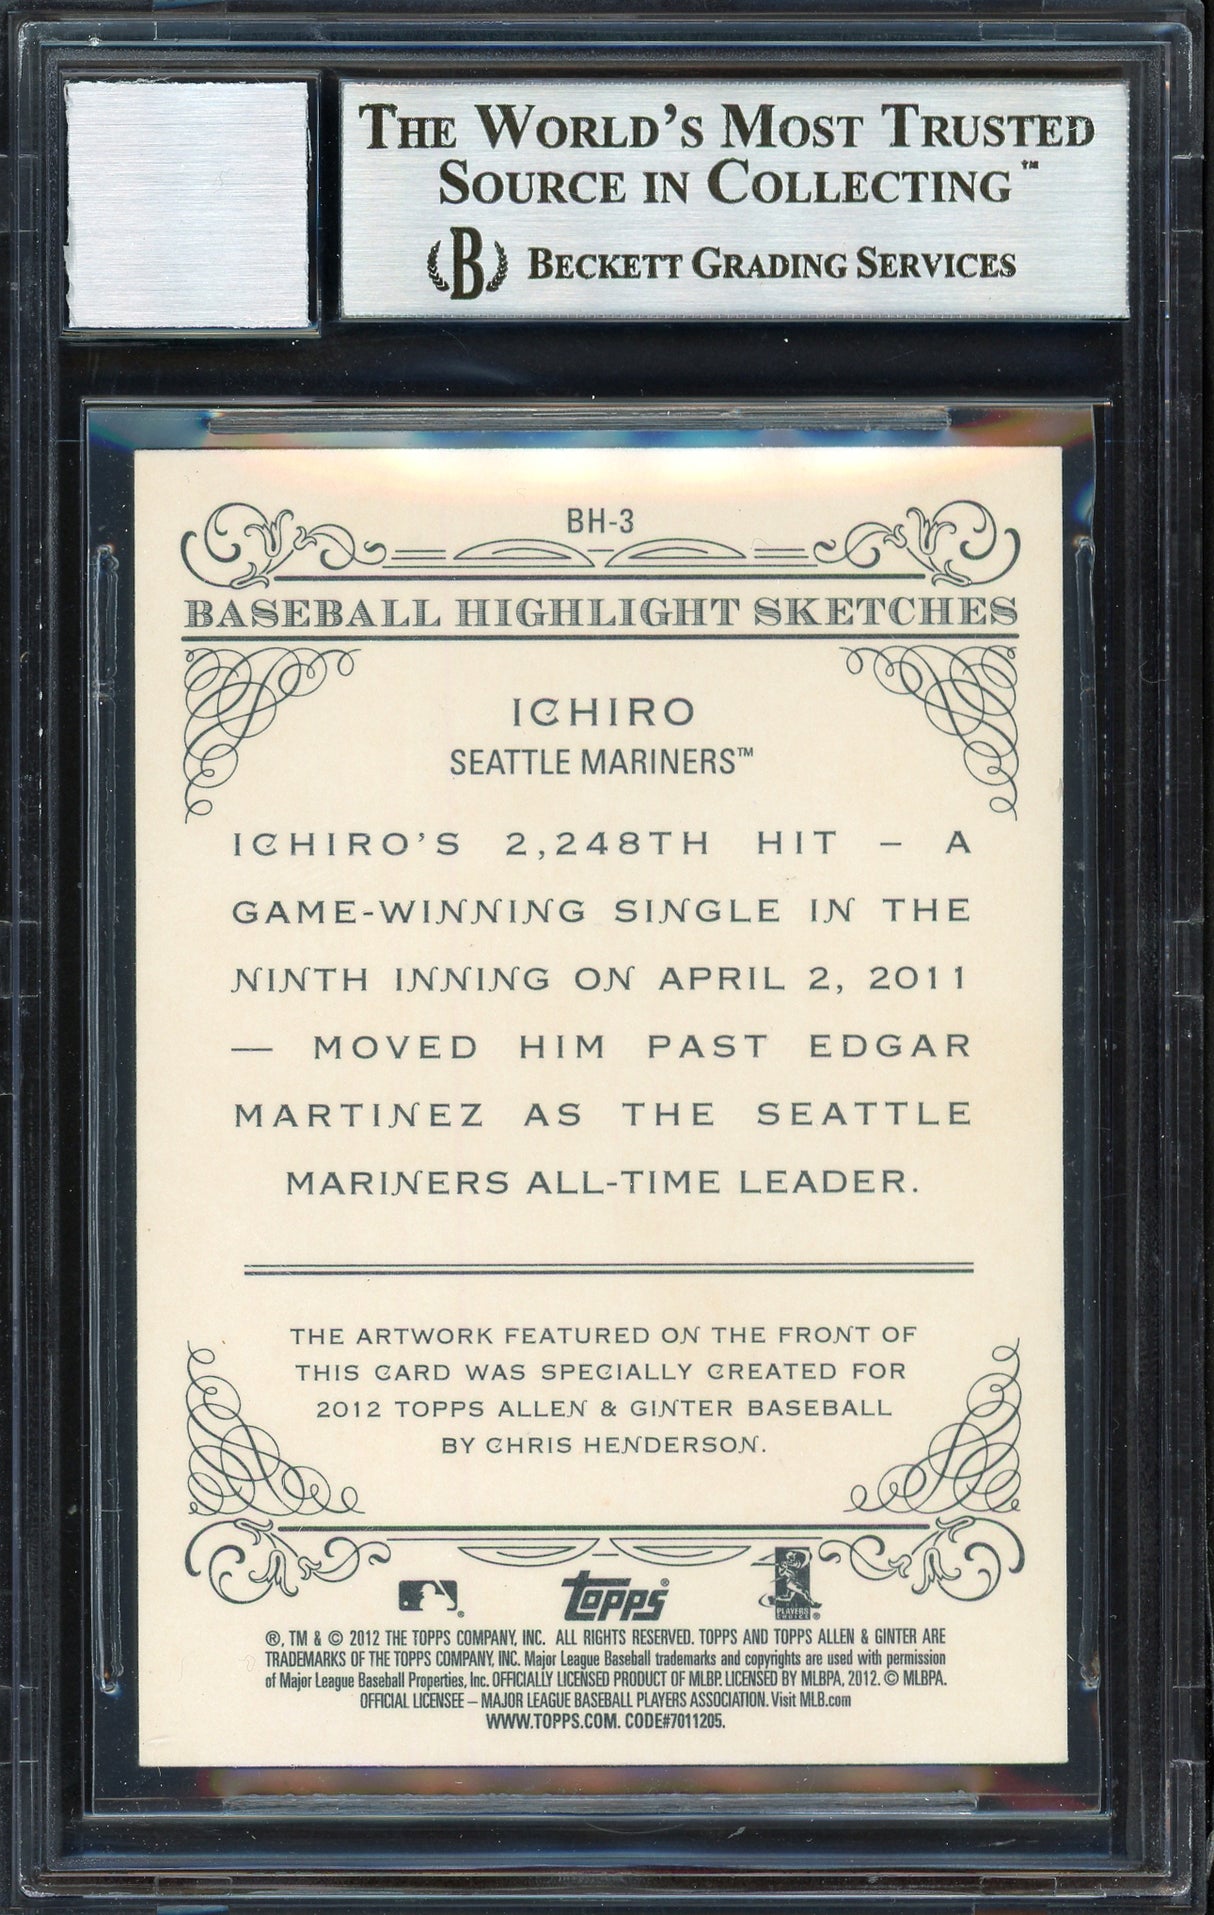 THE WORLD'S MOST TRUSTED
SOURCE IN COLLECTING™
B BECKETT GRADING SERVICES
BH-3
BASEBALL HIGHLIGHT SKETCHES
ICHIRO
SEATTLE MARINERS™
ICHIRO'S 2,248TH HIT – A
GAME-WINNING SINGLE IN THE
NINTH INNING ON APRIL 2, 2011
— MOVED HIM PAST EDGAR
MARTINEZ AS THE SEATTLE
MARINERS ALL-TIME LEADER.
THE ARTWORK FEATURED ON THE FRONT OF
THIS CARD WAS SPECIALLY CREATED FOR
2012 TOPPS ALLEN & GINTER BASEBALL
BY CHRIS HENDERSON.
®
topps®
PLAYERS CHOICE®
®, TM & © 2012 THE TOPPS COMPANY, INC. ALL RIGHTS RESERVED. TOPPS AND TOPPS ALLEN & GINTER ARE
TRADEMARKS OF THE TOPPS COMPANY, INC. Major League Baseball trademarks and copyrights are used with permission
of Major League Baseball Properties, Inc. OFFICIALLY LICENSED PRODUCT OF MLBP. LICENSED BY MLBPA, 2012. © MLBPA.
OFFICIAL LICENSEE – MAJOR LEAGUE BASEBALL PLAYERS ASSOCIATION. Visit MLB.com
WWW.TOPPS.COM. CODE#7011205.